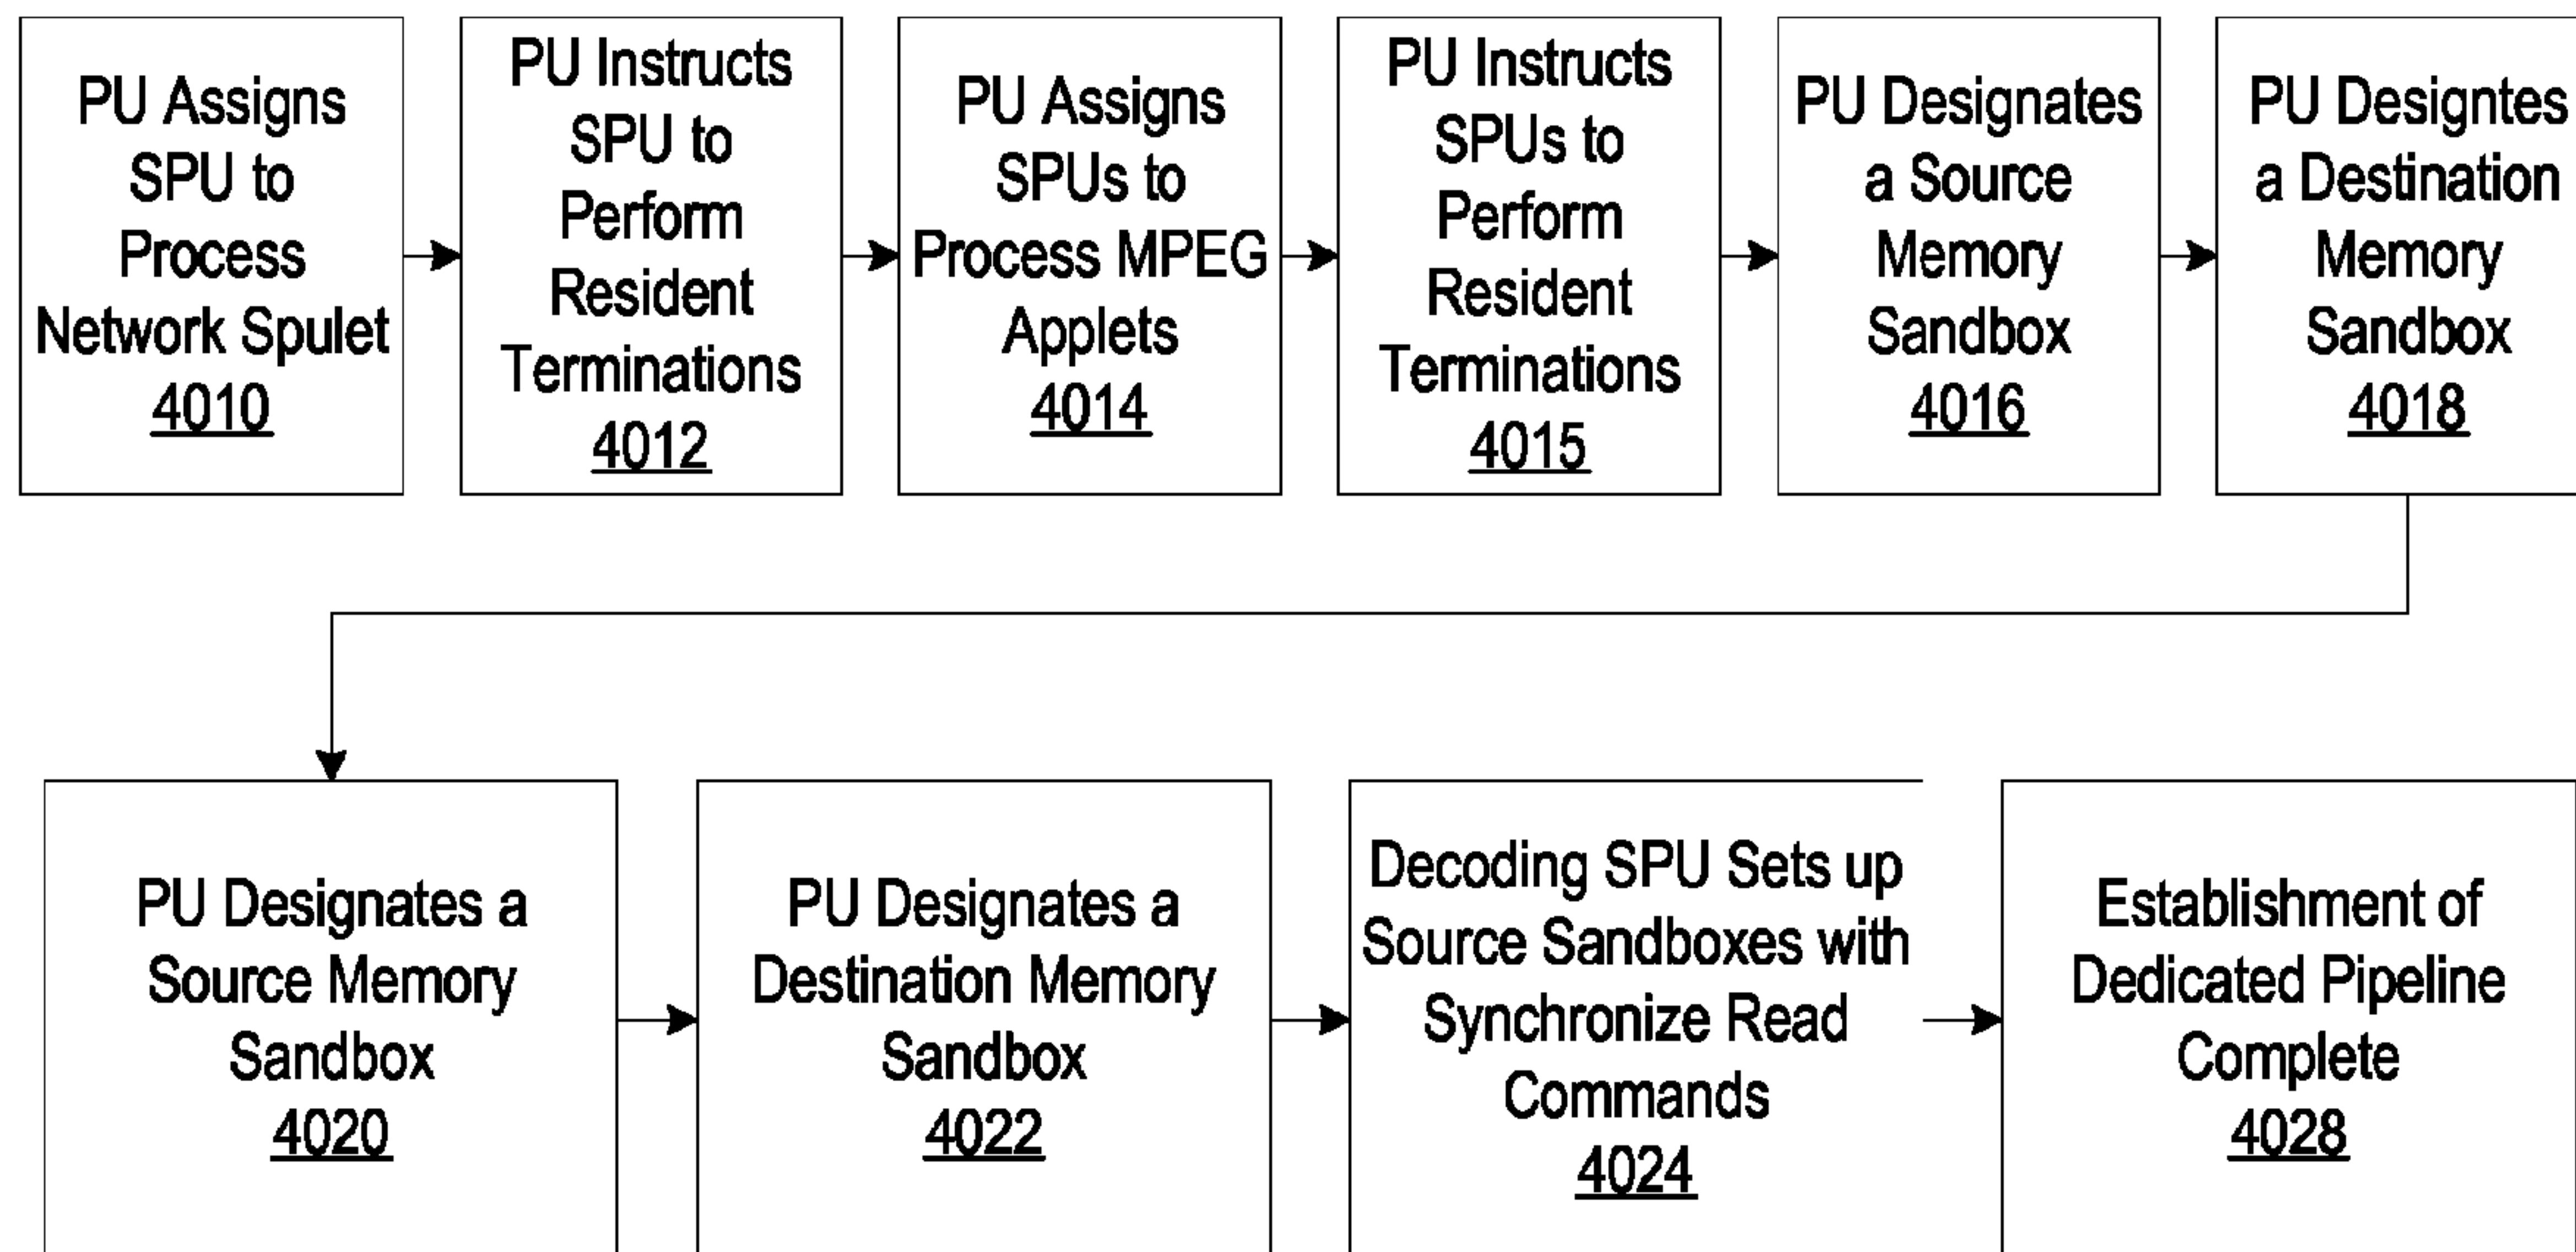 PU Assigns
SPU to
Process
Network Spulet
4010
PU Instructs
SPU to
Perform
Resident
Terminations
4012
PU Assigns
SPUs to
Process MPEG
Applets
4014
PU Instructs
SPUs to
Perform
Resident
Terminations
4015
PU Designates
a Source
Memory
Sandbox
4016
PU Designtes
a Destination
Memory
Sandbox
4018
PU Designates a
Source Memory
Sandbox
4020
PU Designates a
Destination Memory
Sandbox
4022
Decoding SPU Sets up
Source Sandboxes with
Synchronize Read
Commands
4024
Establishment of
Dedicated Pipeline
Complete
4028